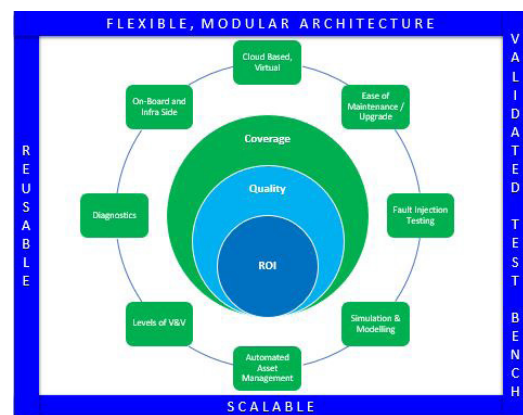 FLEXIBLE, MODULAR ARCHITECTURE
Cloud Based,
Virtual
On-Board and
Infra Side
Ease of
Maintenance /
Upgrade
Coverage
Quality
ROI
Diagnostics
Fault Injection
Testing
Levels of V&V
Simulation &
Modelling
Automated
Asset
Management
REUSABLE
VALIDATED TEST BENCH
SCALABLE